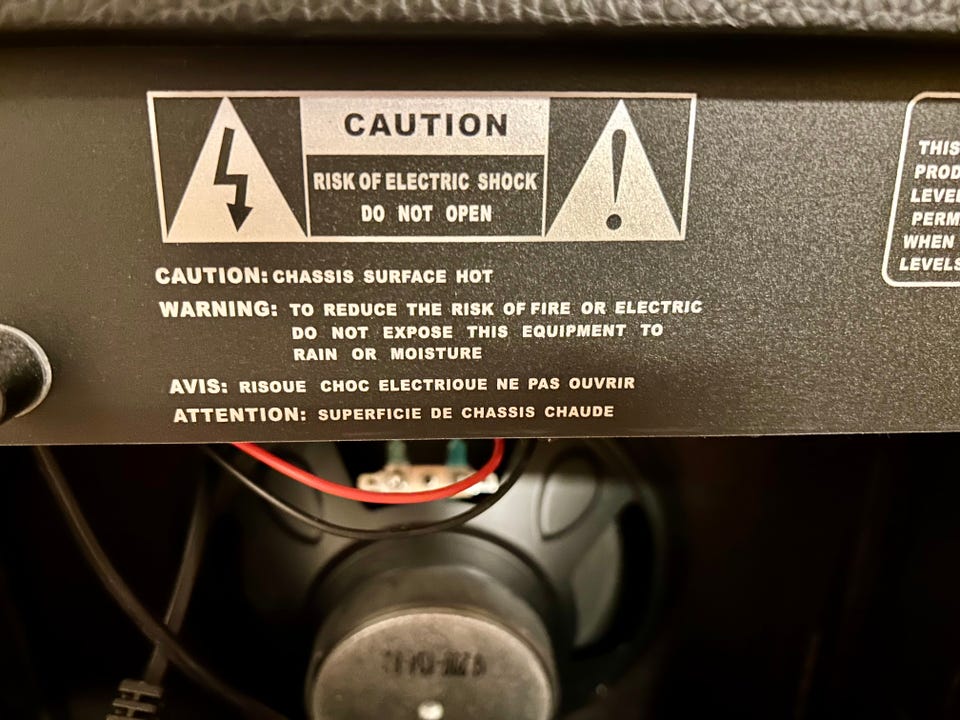 CAUTION
RISK OF ELECTRIC SHOCK
DO NOT OPEN
CAUTION: CHASSIS SURFACE HOT
WARNING: TO REDUCE THE RISK OF FIRE OR ELECTRIC
DO NOT EXPOSE THIS EQUIPMENT TO
RAIN OR MOISTURE
AVIS: RISOUE CHOC ELECTRIOUE NE PAS OUVRIR
ATTENTION: SUPERFICIE DE CHASSIS CHAUDE
THIS
PROD
LEVE
PERM
WHEN
LEVELS